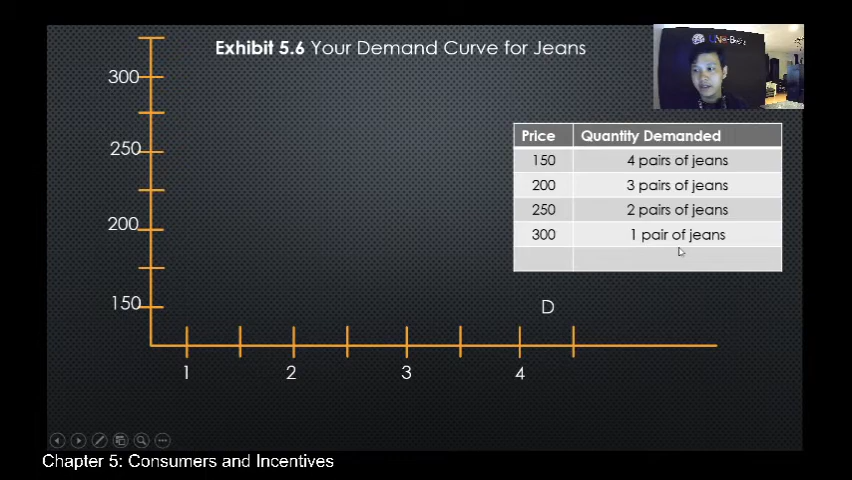 Exhibit 5.6 Your Demand Curve for Jeans
300
250
200
150
Price Quantity Demanded
150 4 pairs of jeans
200 3 pairs of jeans
250 2 pairs of jeans
300 1 pair of jeans
D
1 2 3 4
Chapter 5: Consumers and Incentives